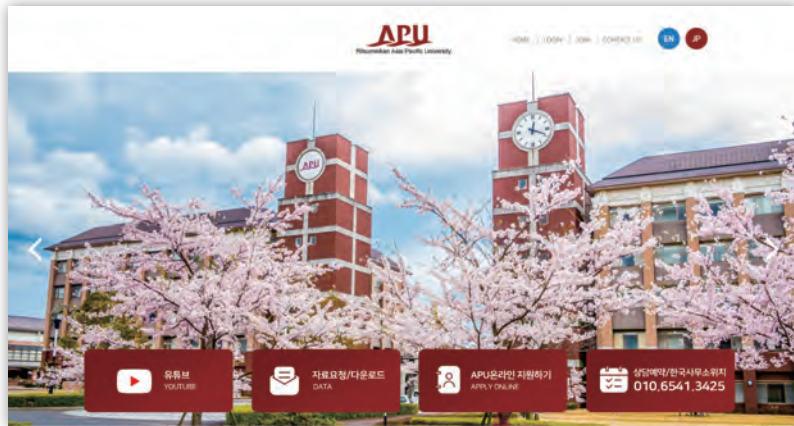 APU
Ritsumeikan Asia Pacific University
HOME | LOGIN | JOIN | CONTACT US
EN
JP
APU
유튜브
YOUTUBE
자료요청/다운로드
DATA
APU온라인 지원하기
APPLY ONLINE
상담예약/한국사무소위치
010.6541.3425